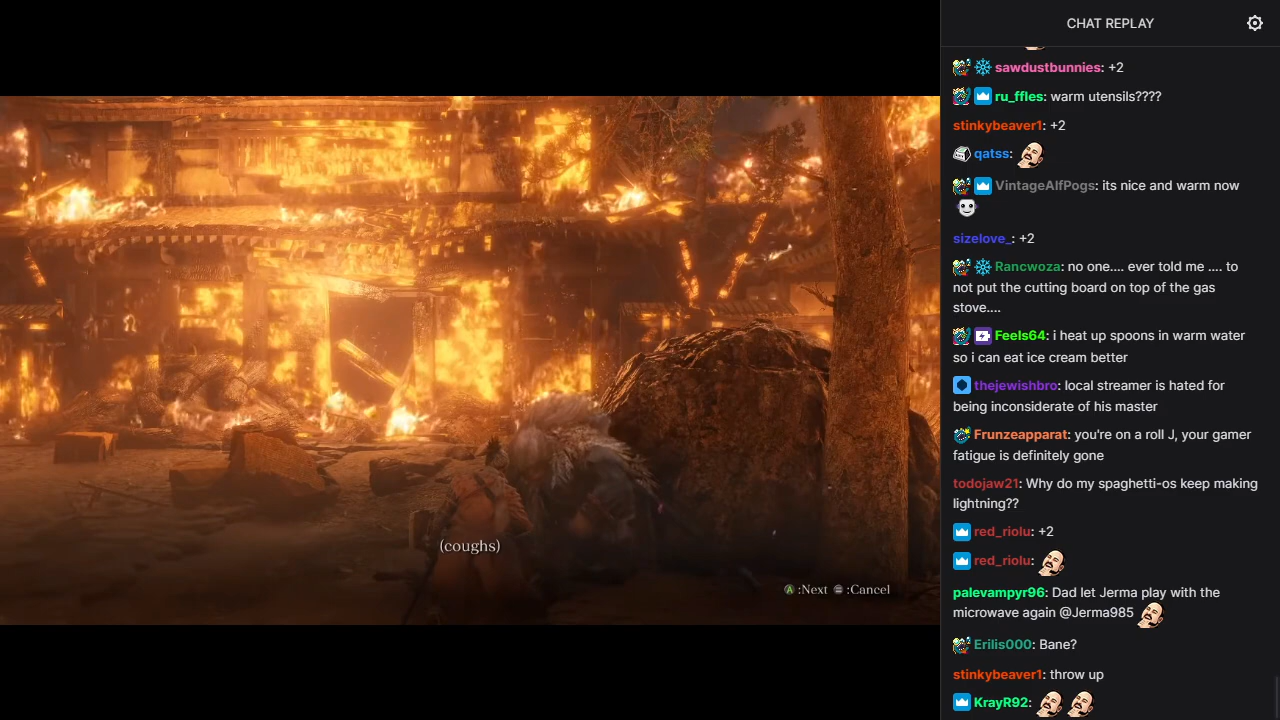 (coughs)
A :Next :Cancel
CHAT REPLAY
sawdustbunnies: +2
ru_ffles: warm utensils????
stinkybeaver1: +2
qatss:
VintageAlfPogs: its nice and warm now
sizelove_: +2
Rancwoza: no one.... ever told me .... to
not put the cutting board on top of the gas
stove....
Feels64: i heat up spoons in warm water
so i can eat ice cream better
thejewishbro: local streamer is hated for
being inconsiderate of his master
Frunzeapparat: you're on a roll J, your gamer
fatigue is definitely gone
todojaw21: Why do my spaghetti-os keep making
lightning??
red_riolu: +2
red_riolu:
palevampyr96: Dad let Jerma play with the
microwave again @Jerma985
Erilis000: Bane?
stinkybeaver1: throw up
KrayR92: